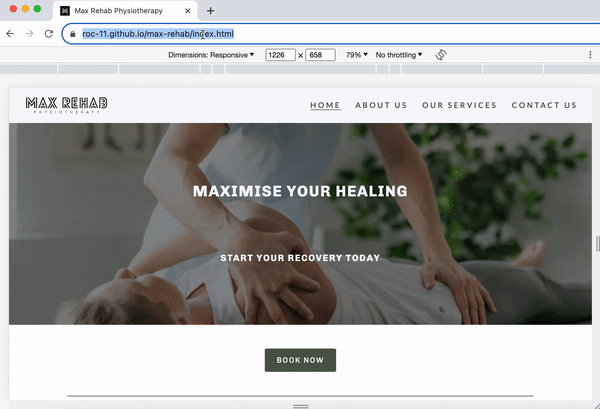 Max Rehab Physiotherapy
roc-11.github.io/max-rehab/index.html
Dimensions: Responsive 1226 × 658 79% No throttling
MAX REHAB
PHYSIOTHERAPY
HOME ABOUT US OUR SERVICES CONTACT US
MAXIMISE YOUR HEALING
START YOUR RECOVERY TODAY
BOOK NOW